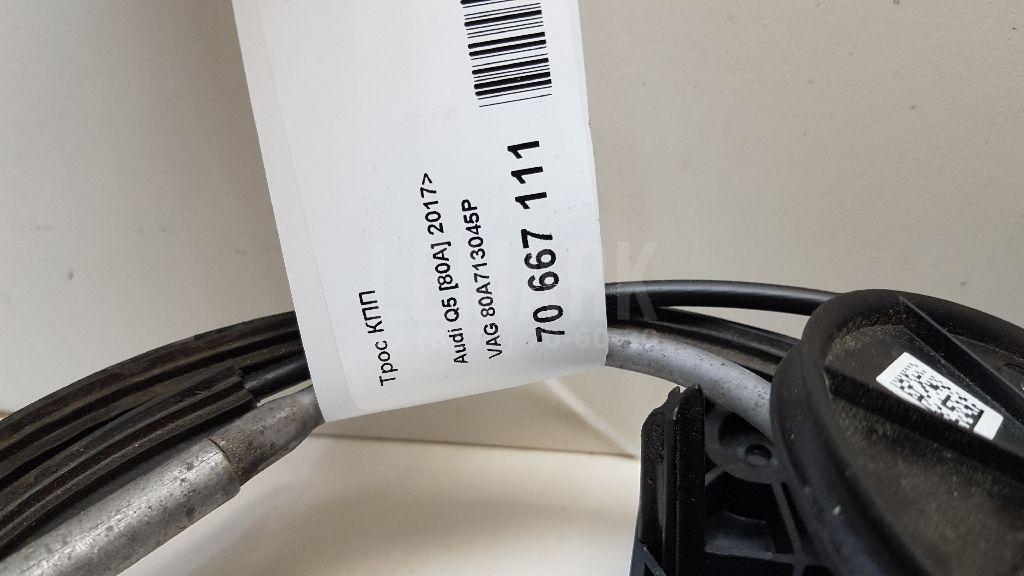 Трос КПП
Audi Q5 [80A] 2017>
VAG 80A713045P
70 667 111